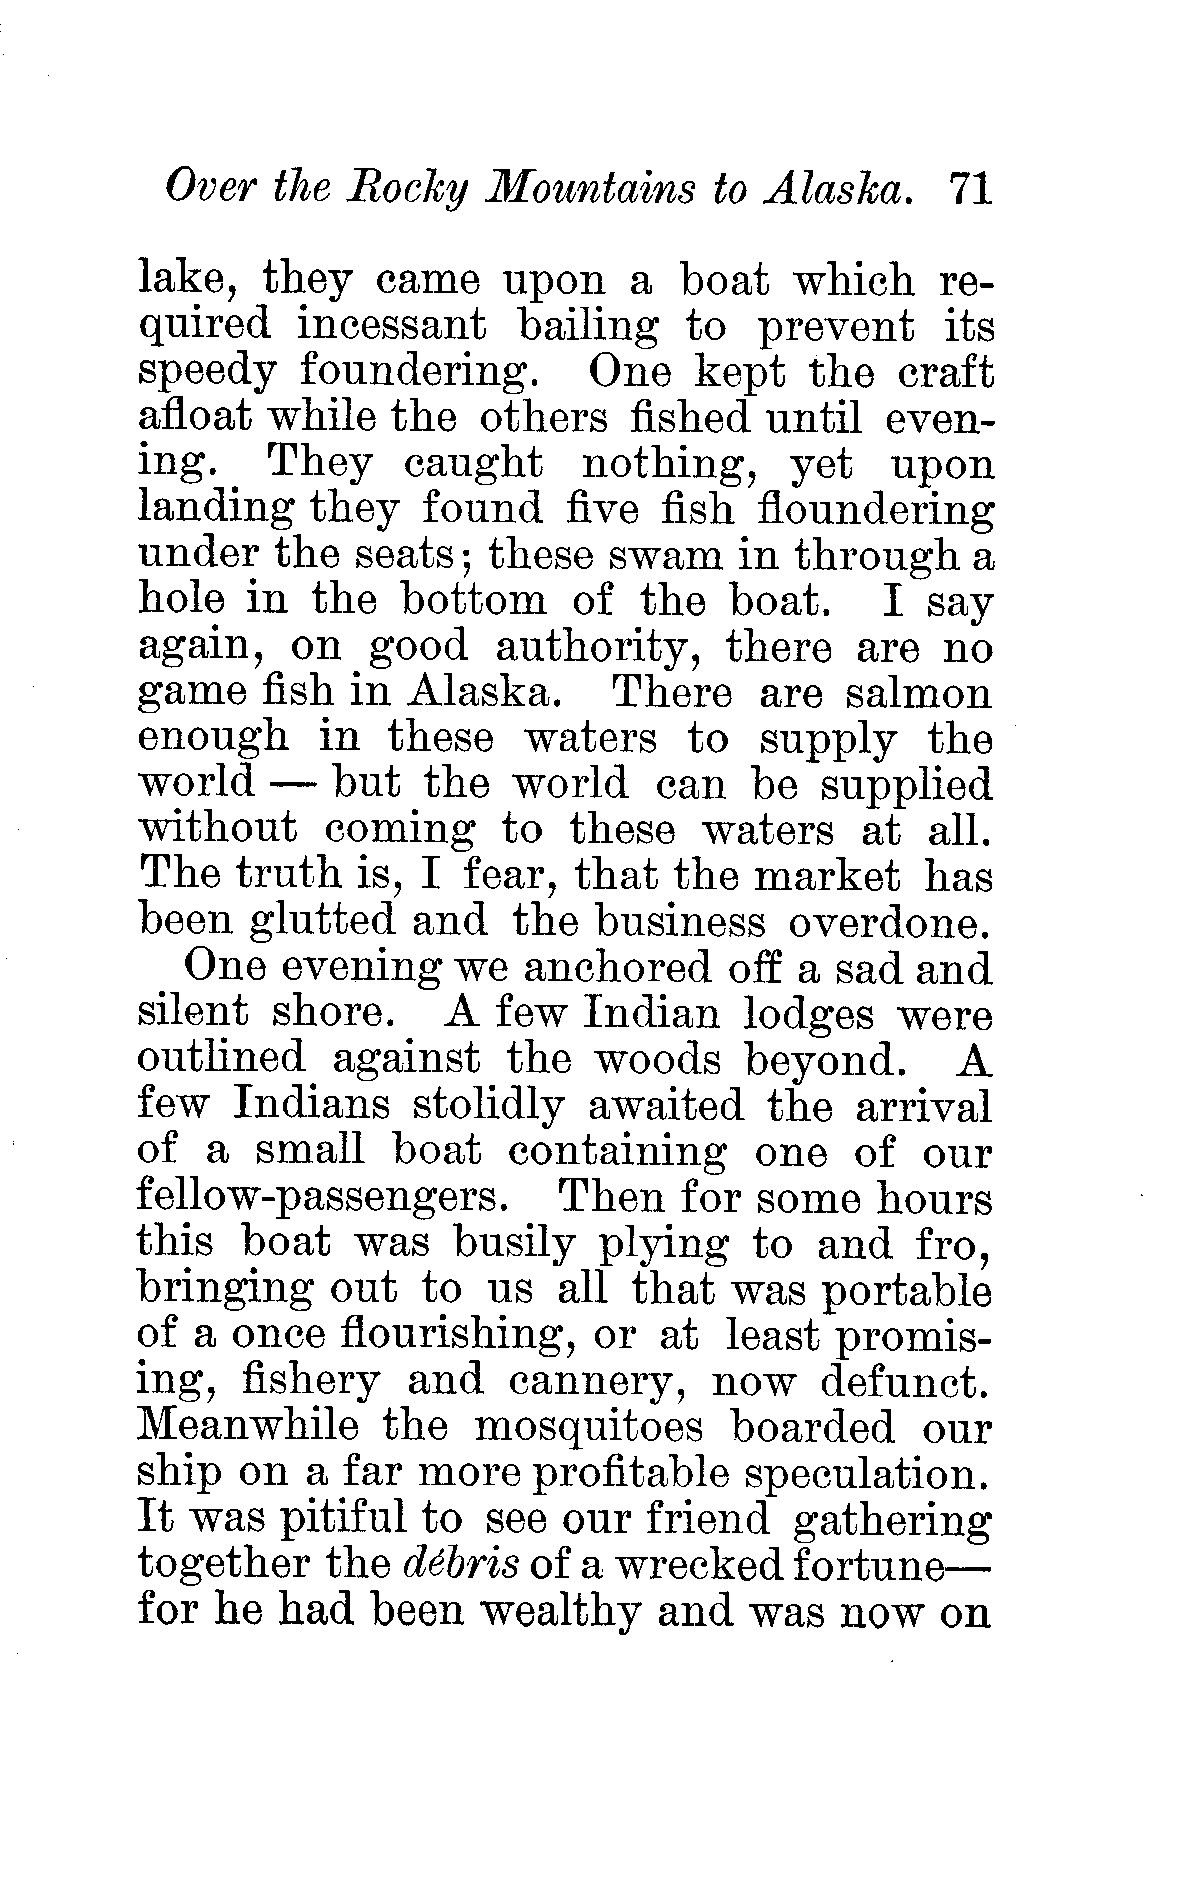 Over the Rocky Mountains to Alaska. 71
lake, they came upon a boat which re-
quired incessant bailing to prevent its
speedy foundering. One kept the craft
afloat while the others fished until even-
ing. They caught nothing, yet upon
landing they found five fish floundering
under the seats; these swam in through a
hole in the bottom of the boat. I say
again, on good authority, there are no
game fish in Alaska. There are salmon
enough in these waters to supply the
world — but the world can be supplied
without coming to these waters at all.
The truth is, I fear, that the market has
been glutted and the business overdone.
One evening we anchored off a sad and
silent shore. A few Indian lodges were
outlined against the woods beyond. A
few Indians stolidly awaited the arrival
of a small boat containing one of our
fellow-passengers. Then for some hours
this boat was busily plying to and fro,
bringing out to us all that was portable
of a once flourishing, or at least promis-
ing, fishery and cannery, now defunct.
Meanwhile the mosquitoes boarded our
ship on a far more profitable speculation.
It was pitiful to see our friend gathering
together the débris of a wrecked fortune—
for he had been wealthy and was now on